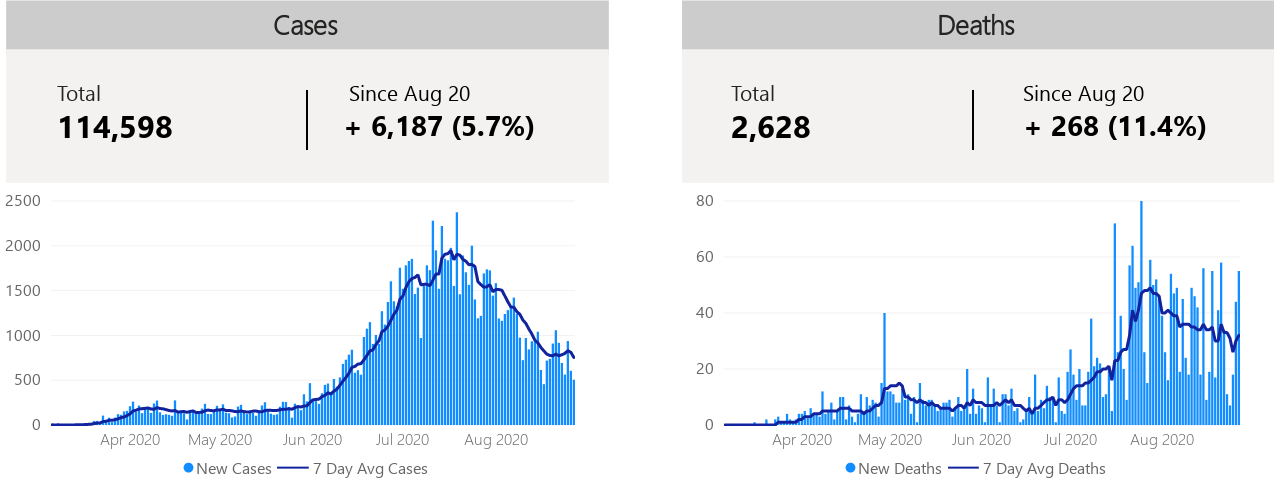 Cases
Total
114,598
Since Aug 20
+ 6,187 (5.7%)
2500
2000
1500
1000
500
0
Apr 2020 May 2020 Jun 2020 Jul 2020 Aug 2020
New Cases 7 Day Avg Cases
Deaths
Total
2,628
Since Aug 20
+ 268 (11.4%)
80
60
40
20
0
Apr 2020 May 2020 Jun 2020 Jul 2020 Aug 2020
New Deaths 7 Day Avg Deaths